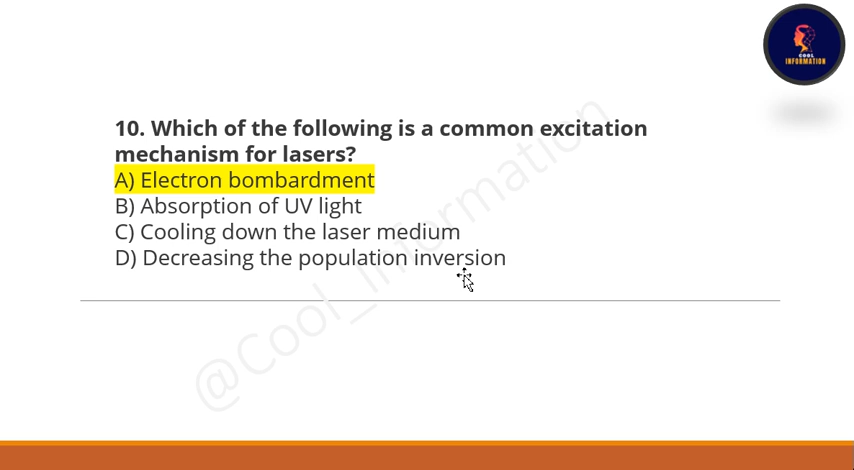 COOL
INFORMATION
10. Which of the following is a common excitation
mechanism for lasers?
A) Electron bombardment
B) Absorption of UV light
C) Cooling down the laser medium
D) Decreasing the population inversion
@Cool_Information